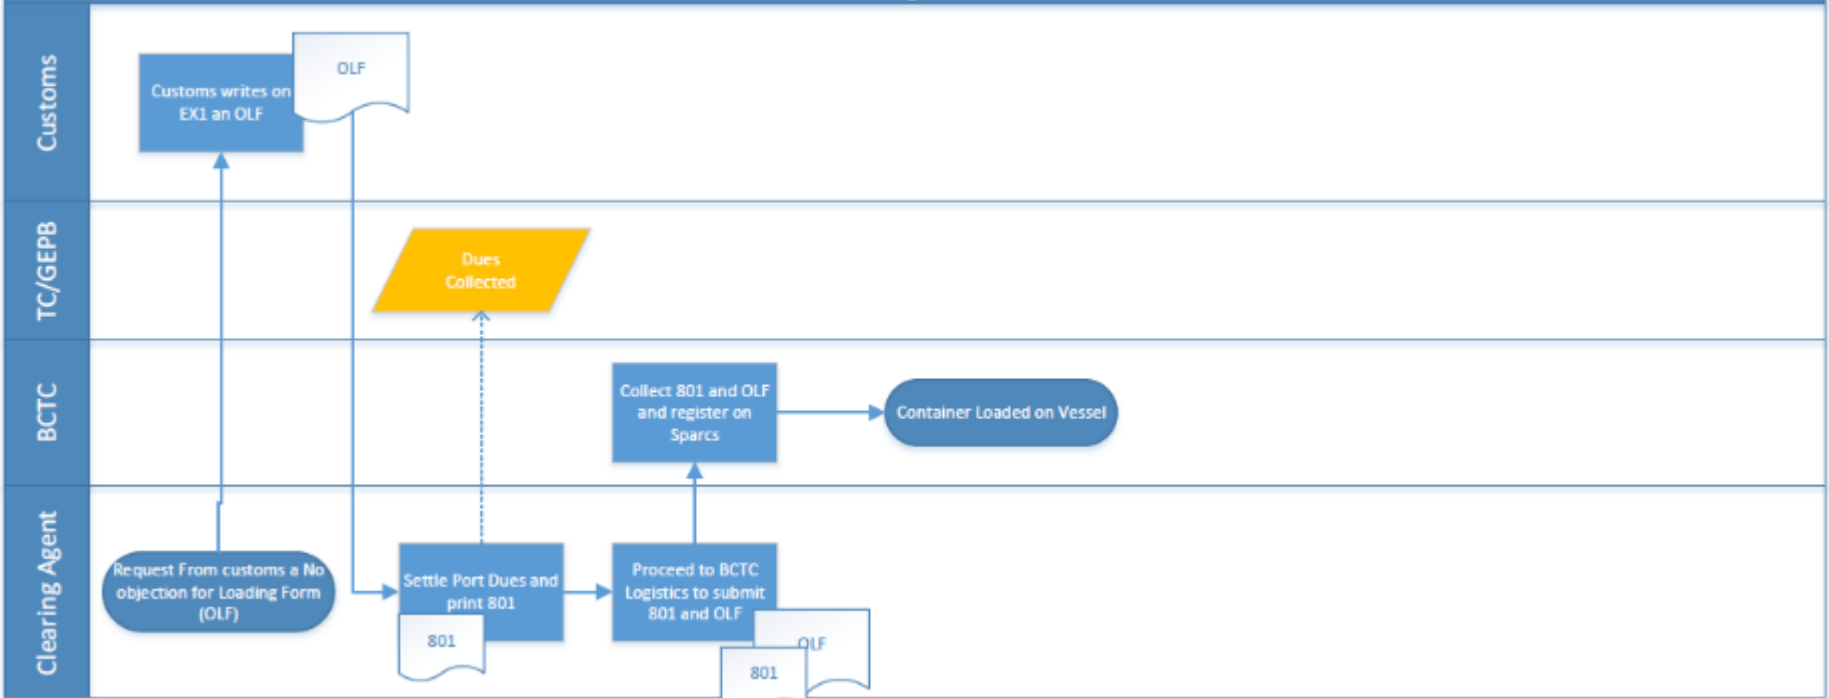 Customs
Customs writes on
EX1 an OLF
OLF
TC/GEPB
Dues
Collected
BCTC
Collect 801 and OLF
and register on
Sparcs
Container Loaded on Vessel
Clearing Agent
Request From customs a No
objection for Loading Form
(OLF)
Settle Port Dues and
print 801
801
Proceed to BCTC
Logistics to submit
801 and OLF
OLF
801